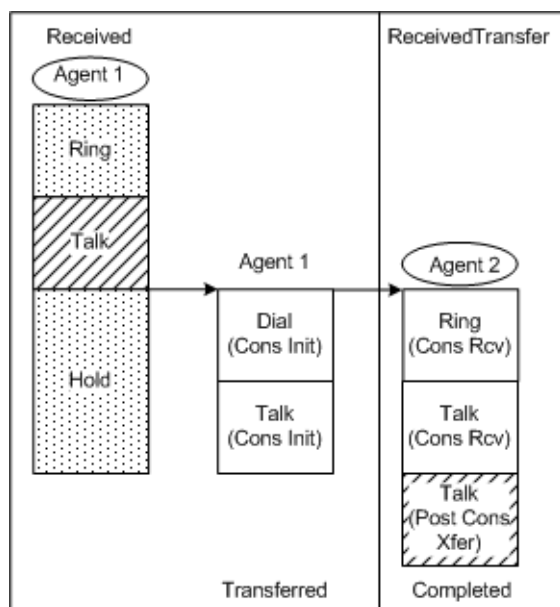 Received
ReceivedTransfer
Agent 1
Ring
Talk
Hold
Agent 1
Dial
(Cons Init)
Talk
(Cons Init)
Agent 2
Ring
(Cons Rcv)
Talk
(Cons Rcv)
Talk
(Post Cons
Xfer)
Transferred
Completed